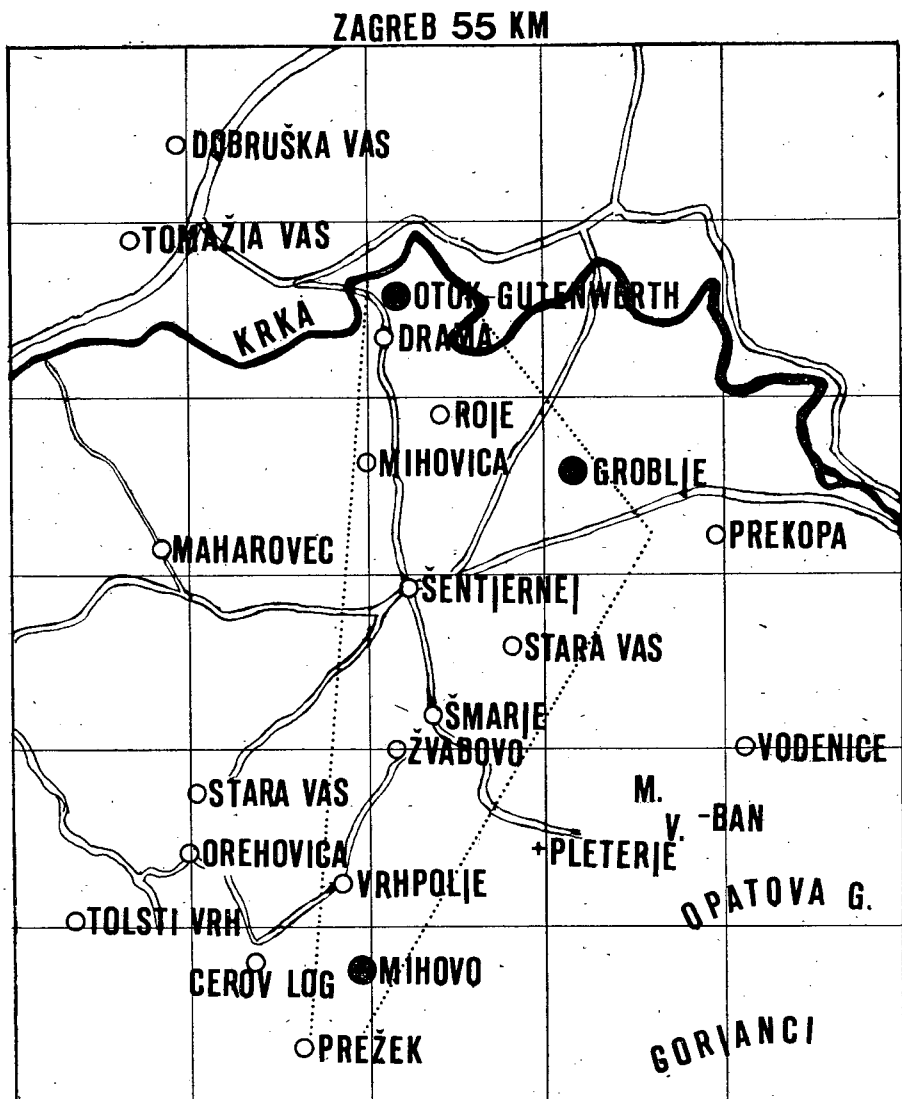 ZAGREB 55 KM
DOBRUŠKA VAS
TOMAŽJA VAS
OTOK-GUTENWERTH
KRKA
DRAMA
ROJE
MIHOVICA
GROBLJE
PREKOPA
MAHAROVEC
ŠENTJERNEJ
STARA VAS
ŠMARJE
ŽVABOVO
VODENICE
STARA VAS
M.
V. -BAN
OREHOVICA
+PLETERJE
VRHPOLJE
OPATOVA G.
TOLSTI VRH
CEROV LOG
MIHOVO
PREŽEK
GORJANCI